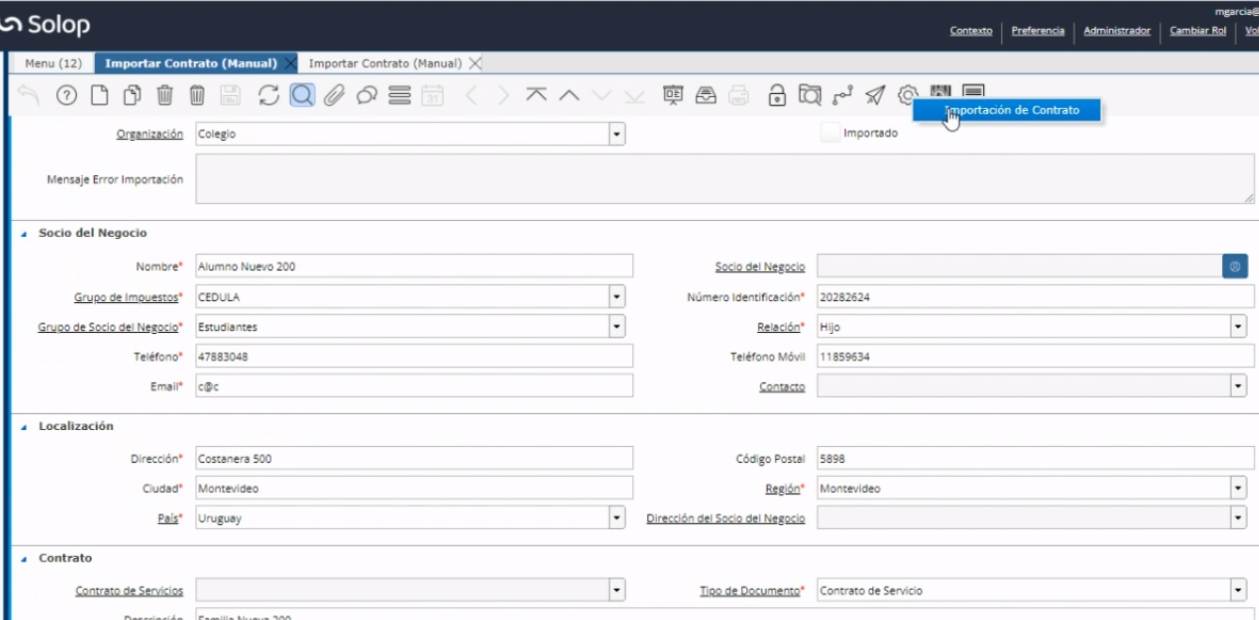 Solop
mgarcia@
Contexto Preferencia Administrador Cambiar Rol
Menu (12) Importar Contrato (Manual) Importar Contrato (Manual)
31
Importación de Contrato
Organización Colegio Importado
Mensaje Error Importación
Socio del Negocio
Nombre* Alumno Nuevo 200 Socio del Negocio
Grupo de Impuestos* CEDULA Número Identificación* 20282624
Grupo de Socio del Negocio* Estudiantes Relación* Hijo
Teléfono* 47883048 Teléfono Móvil 11859634
Email* c@c Contacto
Localización
Dirección* Costanera 500 Código Postal 5898
Ciudad* Montevideo Región* Montevideo
País* Uruguay Dirección del Socio del Negocio
Contrato
Contrato de Servicios Tipo de Documento* Contrato de Servicio
Descripción Familia Nueva 200